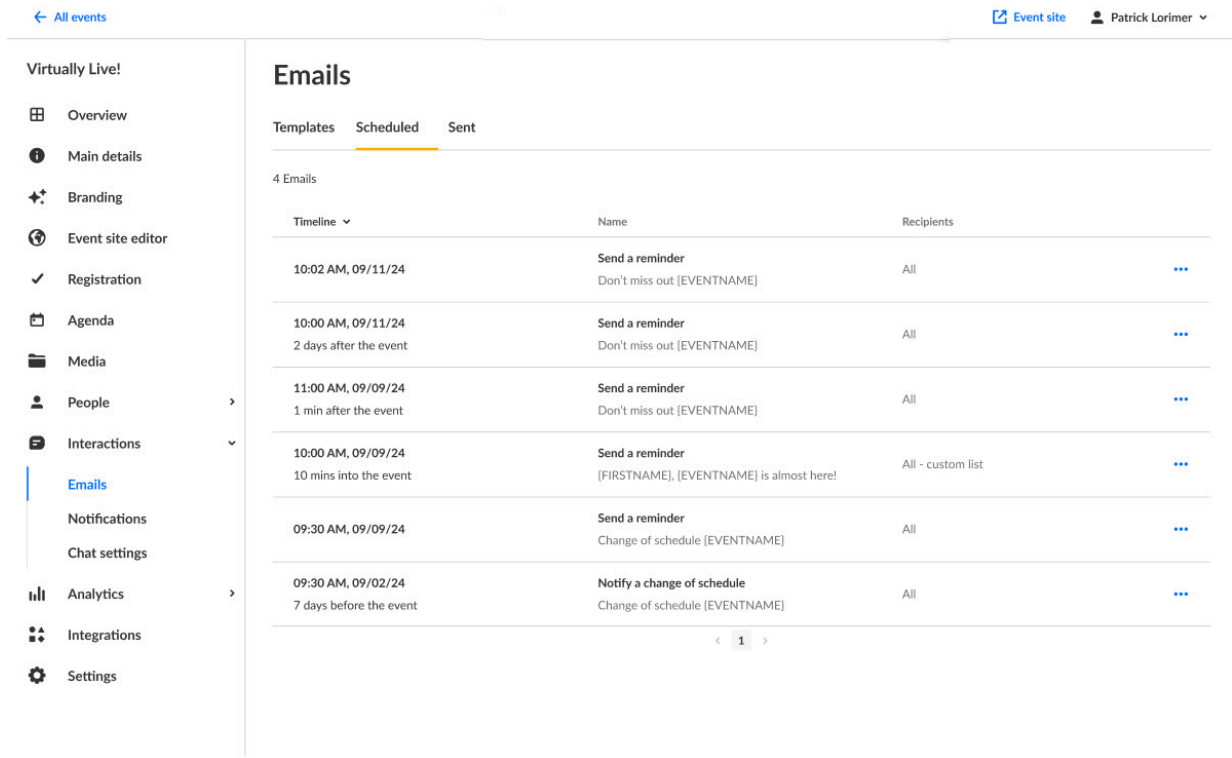 All events
Event site
Patrick Lorimer
Virtually Live!
Overview
Main details
Branding
Event site editor
Registration
Agenda
Media
People
Interactions
Emails
Notifications
Chat settings
Analytics
Integrations
Settings
Emails
Templates Scheduled Sent
4 Emails
Timeline Name Recipients
10:02 AM, 09/11/24
Send a reminder
Don't miss out {EVENTNAME}
All
10:00 AM, 09/11/24
2 days after the event
Send a reminder
Don't miss out {EVENTNAME}
All
11:00 AM, 09/09/24
1 min after the event
Send a reminder
Don't miss out {EVENTNAME}
All
10:00 AM, 09/09/24
10 mins into the event
Send a reminder
{FIRSTNAME}, {EVENTNAME} is almost here!
All - custom list
09:30 AM, 09/09/24
Send a reminder
Change of schedule {EVENTNAME}
All
09:30 AM, 09/02/24
7 days before the event
Notify a change of schedule
Change of schedule {EVENTNAME}
All
1